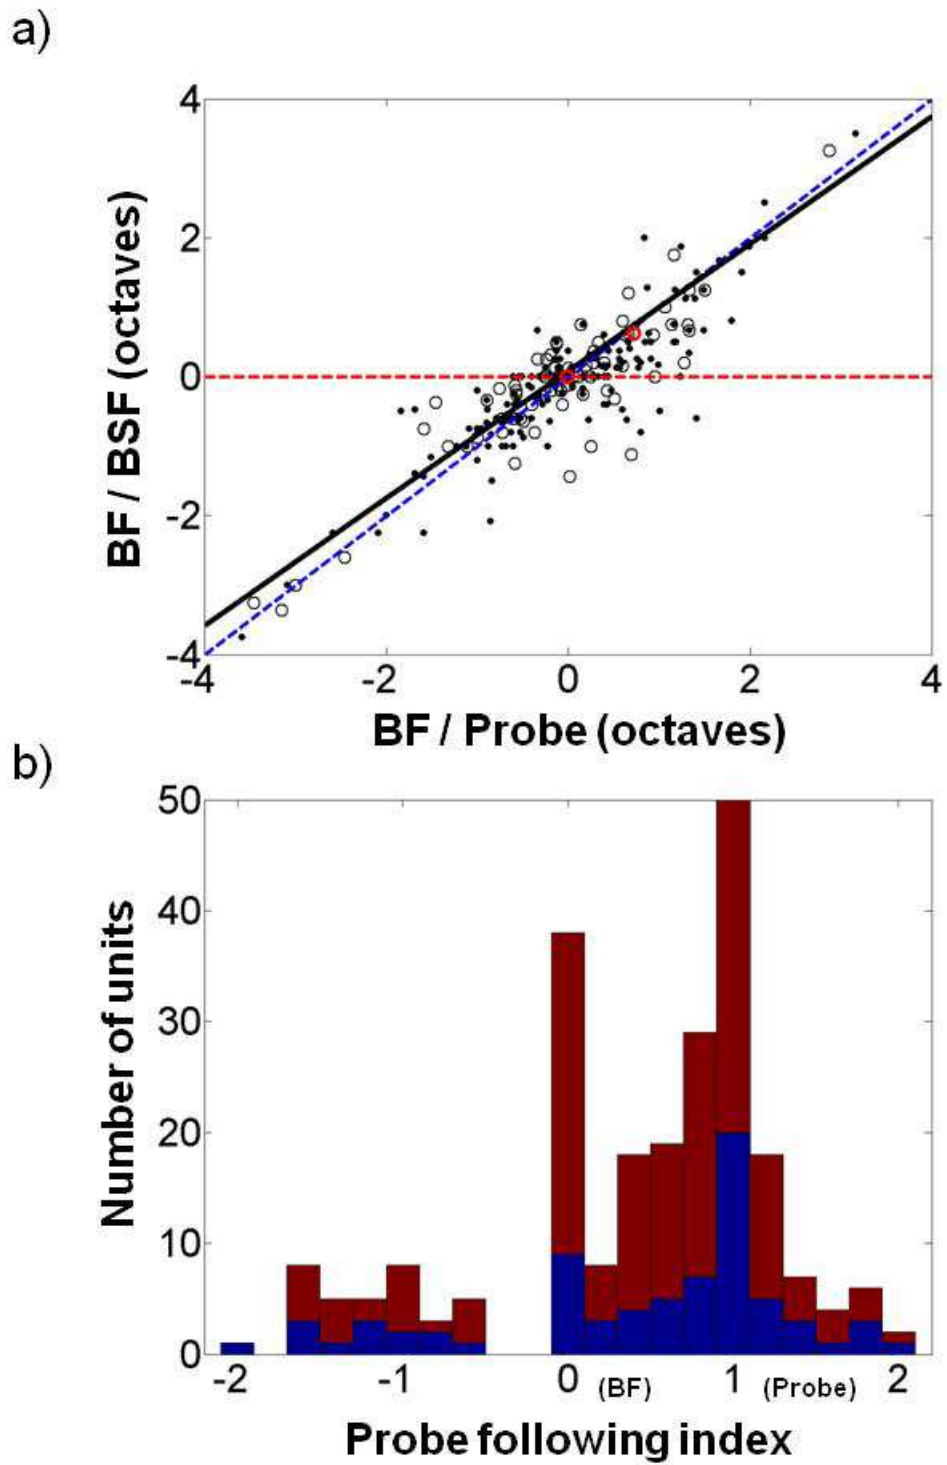 a)
4
2
0
-2
-4
-4 -2 0 2 4
BF / BSF (octaves)
BF / Probe (octaves)
b)
50
40
30
20
10
0
-2 -1 0 (BF) 1 (Probe) 2
Number of units
Probe following index